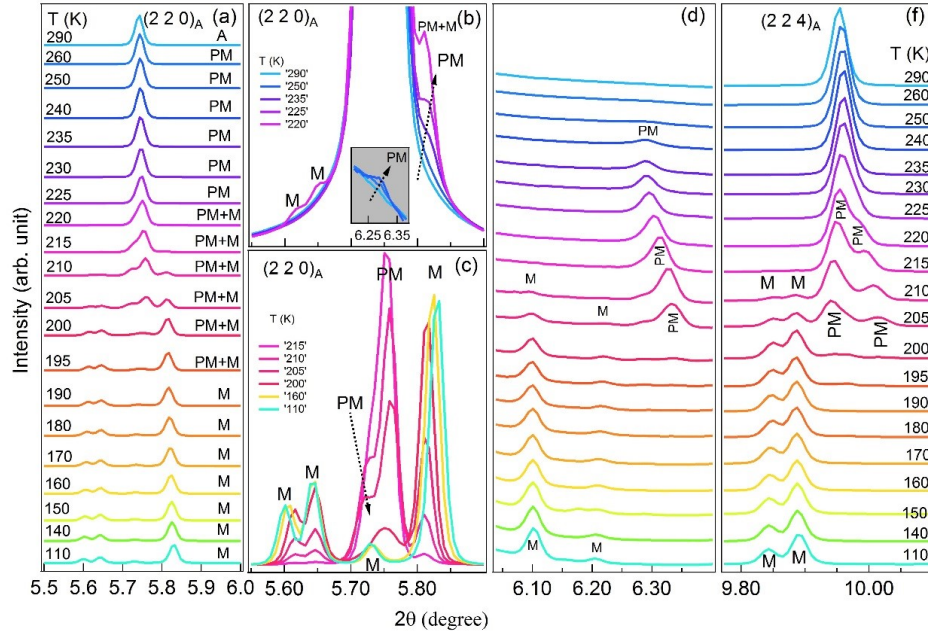 T (K) (2 2 0)A (a)
290 A
260 PM
250 PM
240 PM
235 PM
230 PM
225 PM
220 PM+M
215 PM+M
210 PM+M
205 PM+M
200 PM+M
195 PM+M
190 M
180 M
170 M
160 M
150 M
140 M
110 M
5.5 5.6 5.7 5.8 5.9 6.0
(2 2 0)A (b)
PM+M
PM
T (K)
'290'
'250'
'235'
'225'
'220'
M M
PM
6.25 6.35
(2 2 0)A (c)
PM M
T (K)
'215'
'210'
'205'
'200'
'160'
'110'
PM
M M
M
5.60 5.70 5.80
(d)
PM
PM
M M
PM
M M
6.10 6.20 6.30
(2 2 4)A (f)
T (K)
290
260
250
240
235
230
225
220
215
210
205
200
195
190
180
170
160
150
140
110
PM
PM
M M
PM PM
M M
9.80 9.90 10.00
Intensity (arb. unit)
2θ (degree)